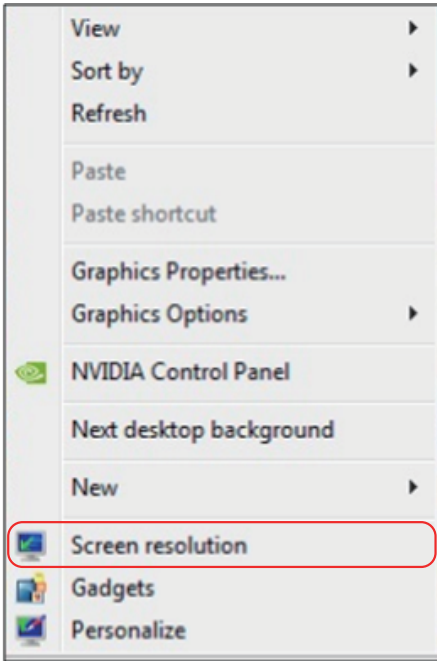 View
Sort by
Refresh
Paste
Paste shortcut
Graphics Properties...
Graphics Options
NVIDIA Control Panel
Next desktop background
New
Screen resolution
Gadgets
Personalize